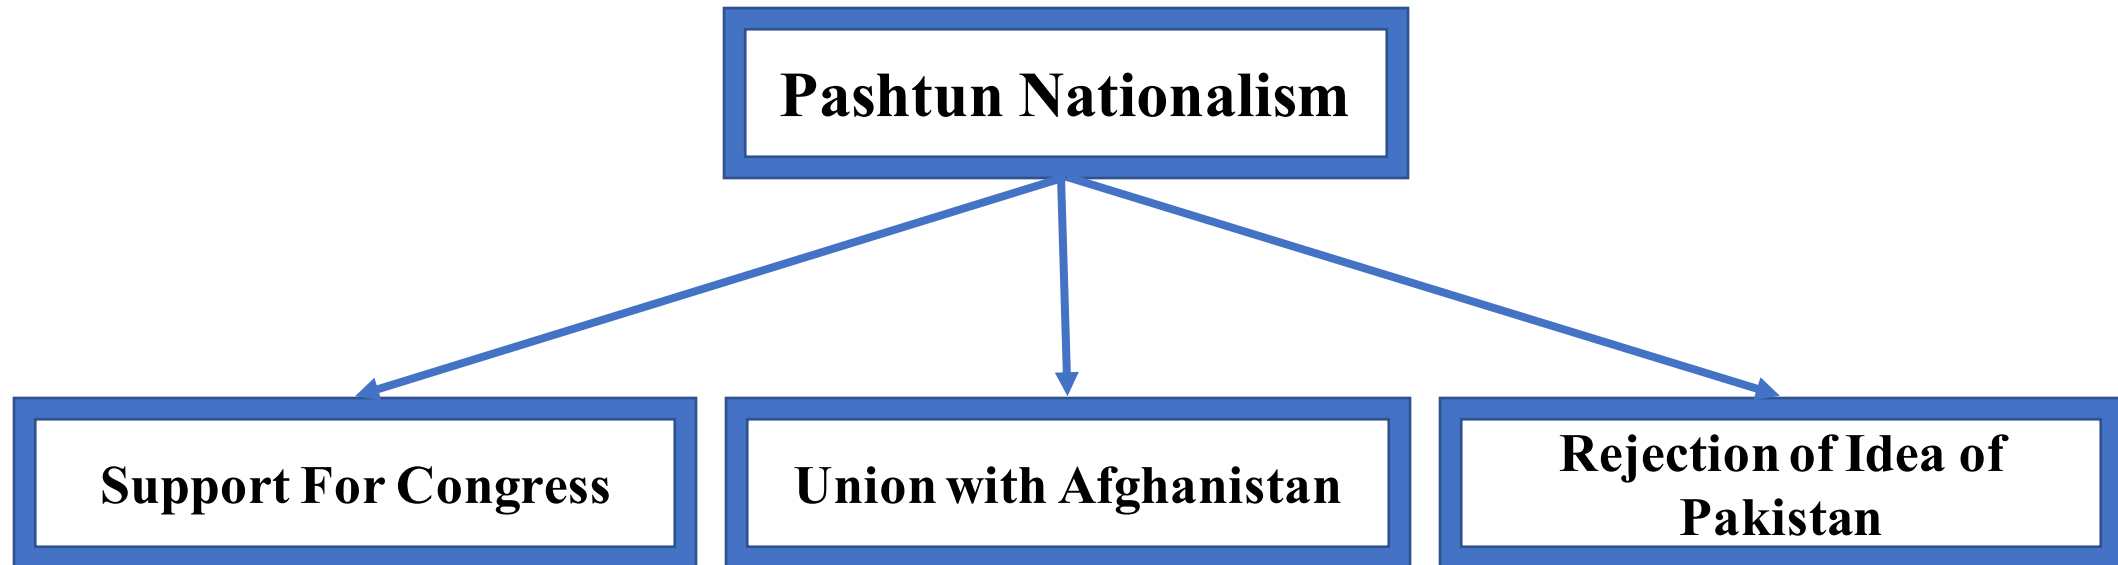 Pashtun Nationalism
Support For Congress
Union with Afghanistan
Rejection of Idea of
Pakistan